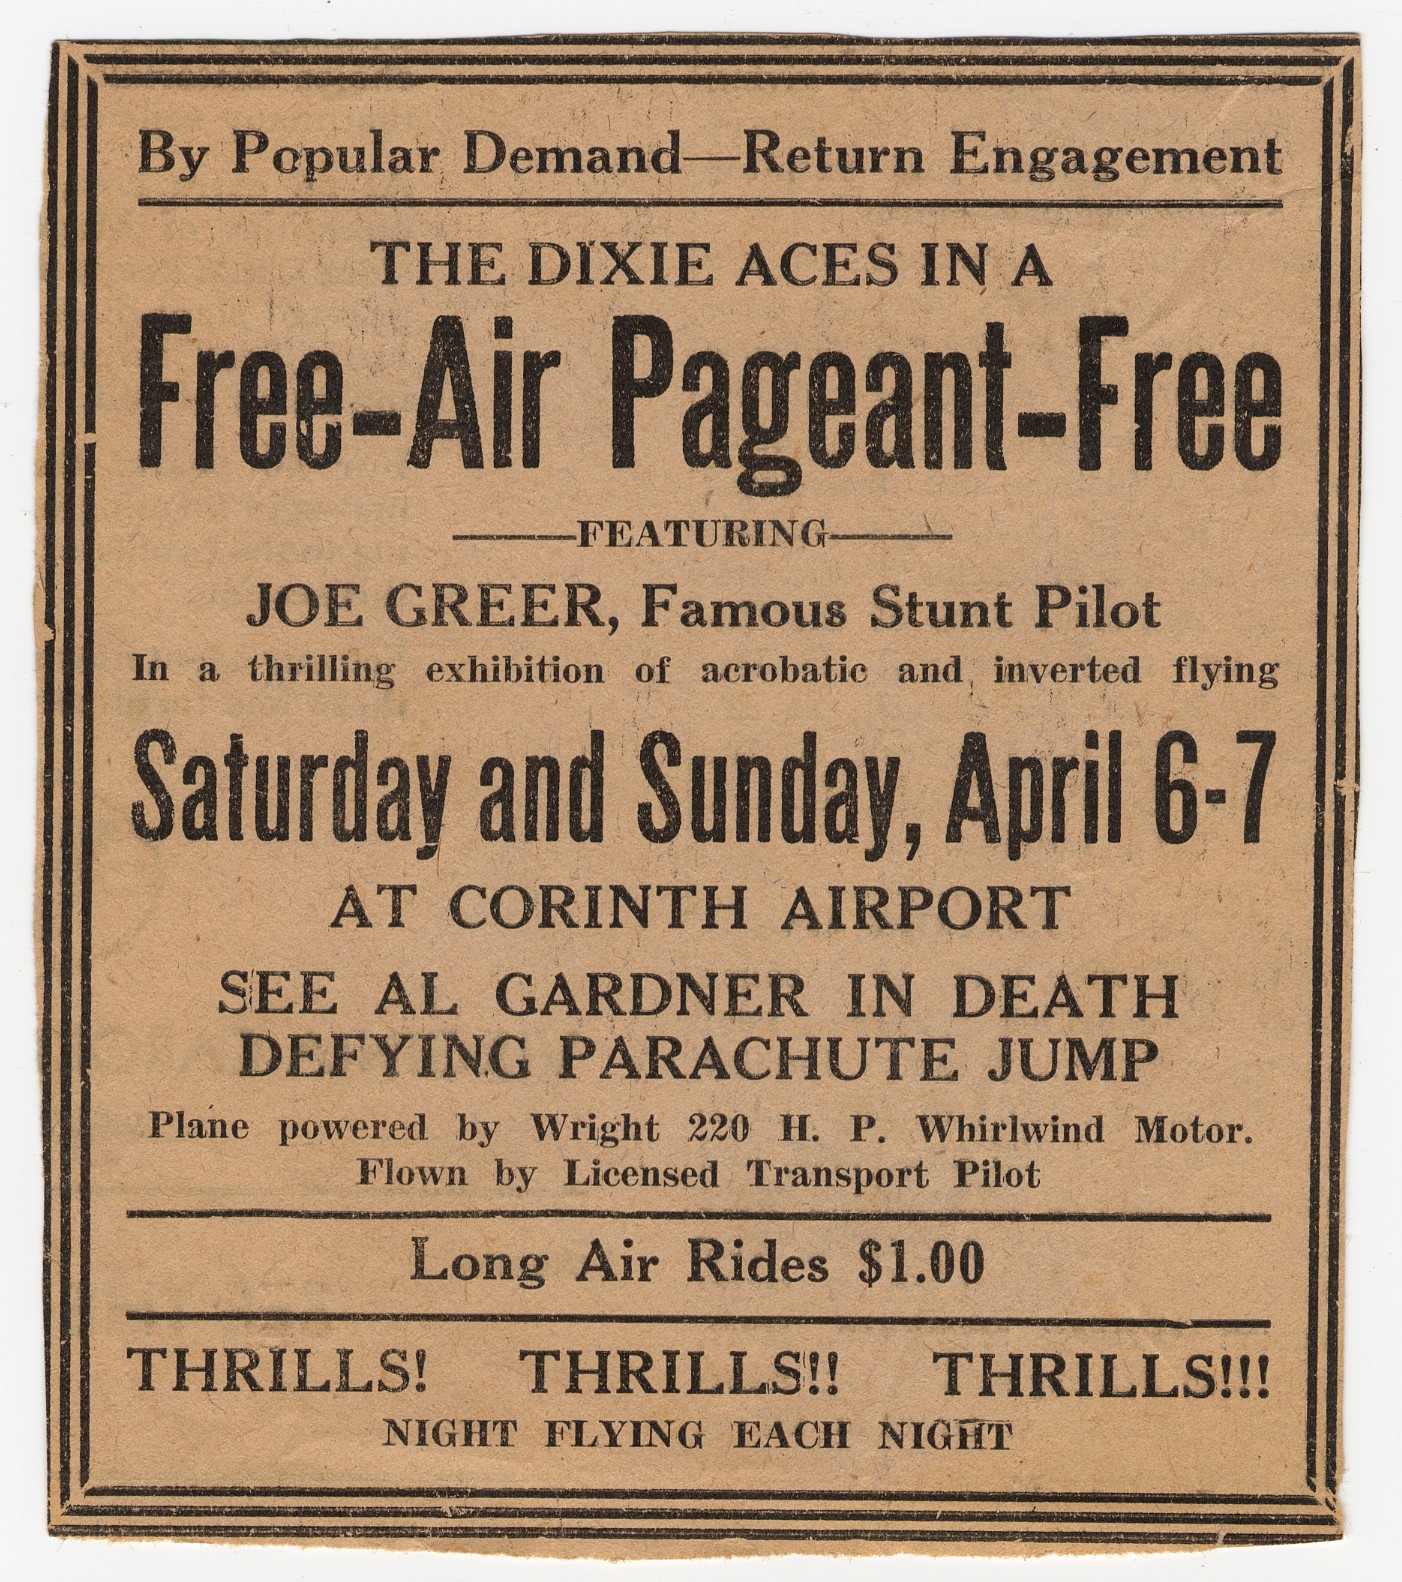 By Popular Demand—Return Engagement
THE DIXIE ACES IN A
Free-Air Pageant-Free
FEATURING
JOE GREER, Famous Stunt Pilot
In a thrilling exhibition of acrobatic and inverted flying
Saturday and Sunday, April 6-7
AT CORINTH AIRPORT
SEE AL GARDNER IN DEATH
DEFYING PARACHUTE JUMP
Plane powered by Wright 220 H. P. Whirlwind Motor.
Flown by Licensed Transport Pilot
Long Air Rides $1.00
THRILLS! THRILLS!! THRILLS!!!
NIGHT FLYING EACH NIGHT